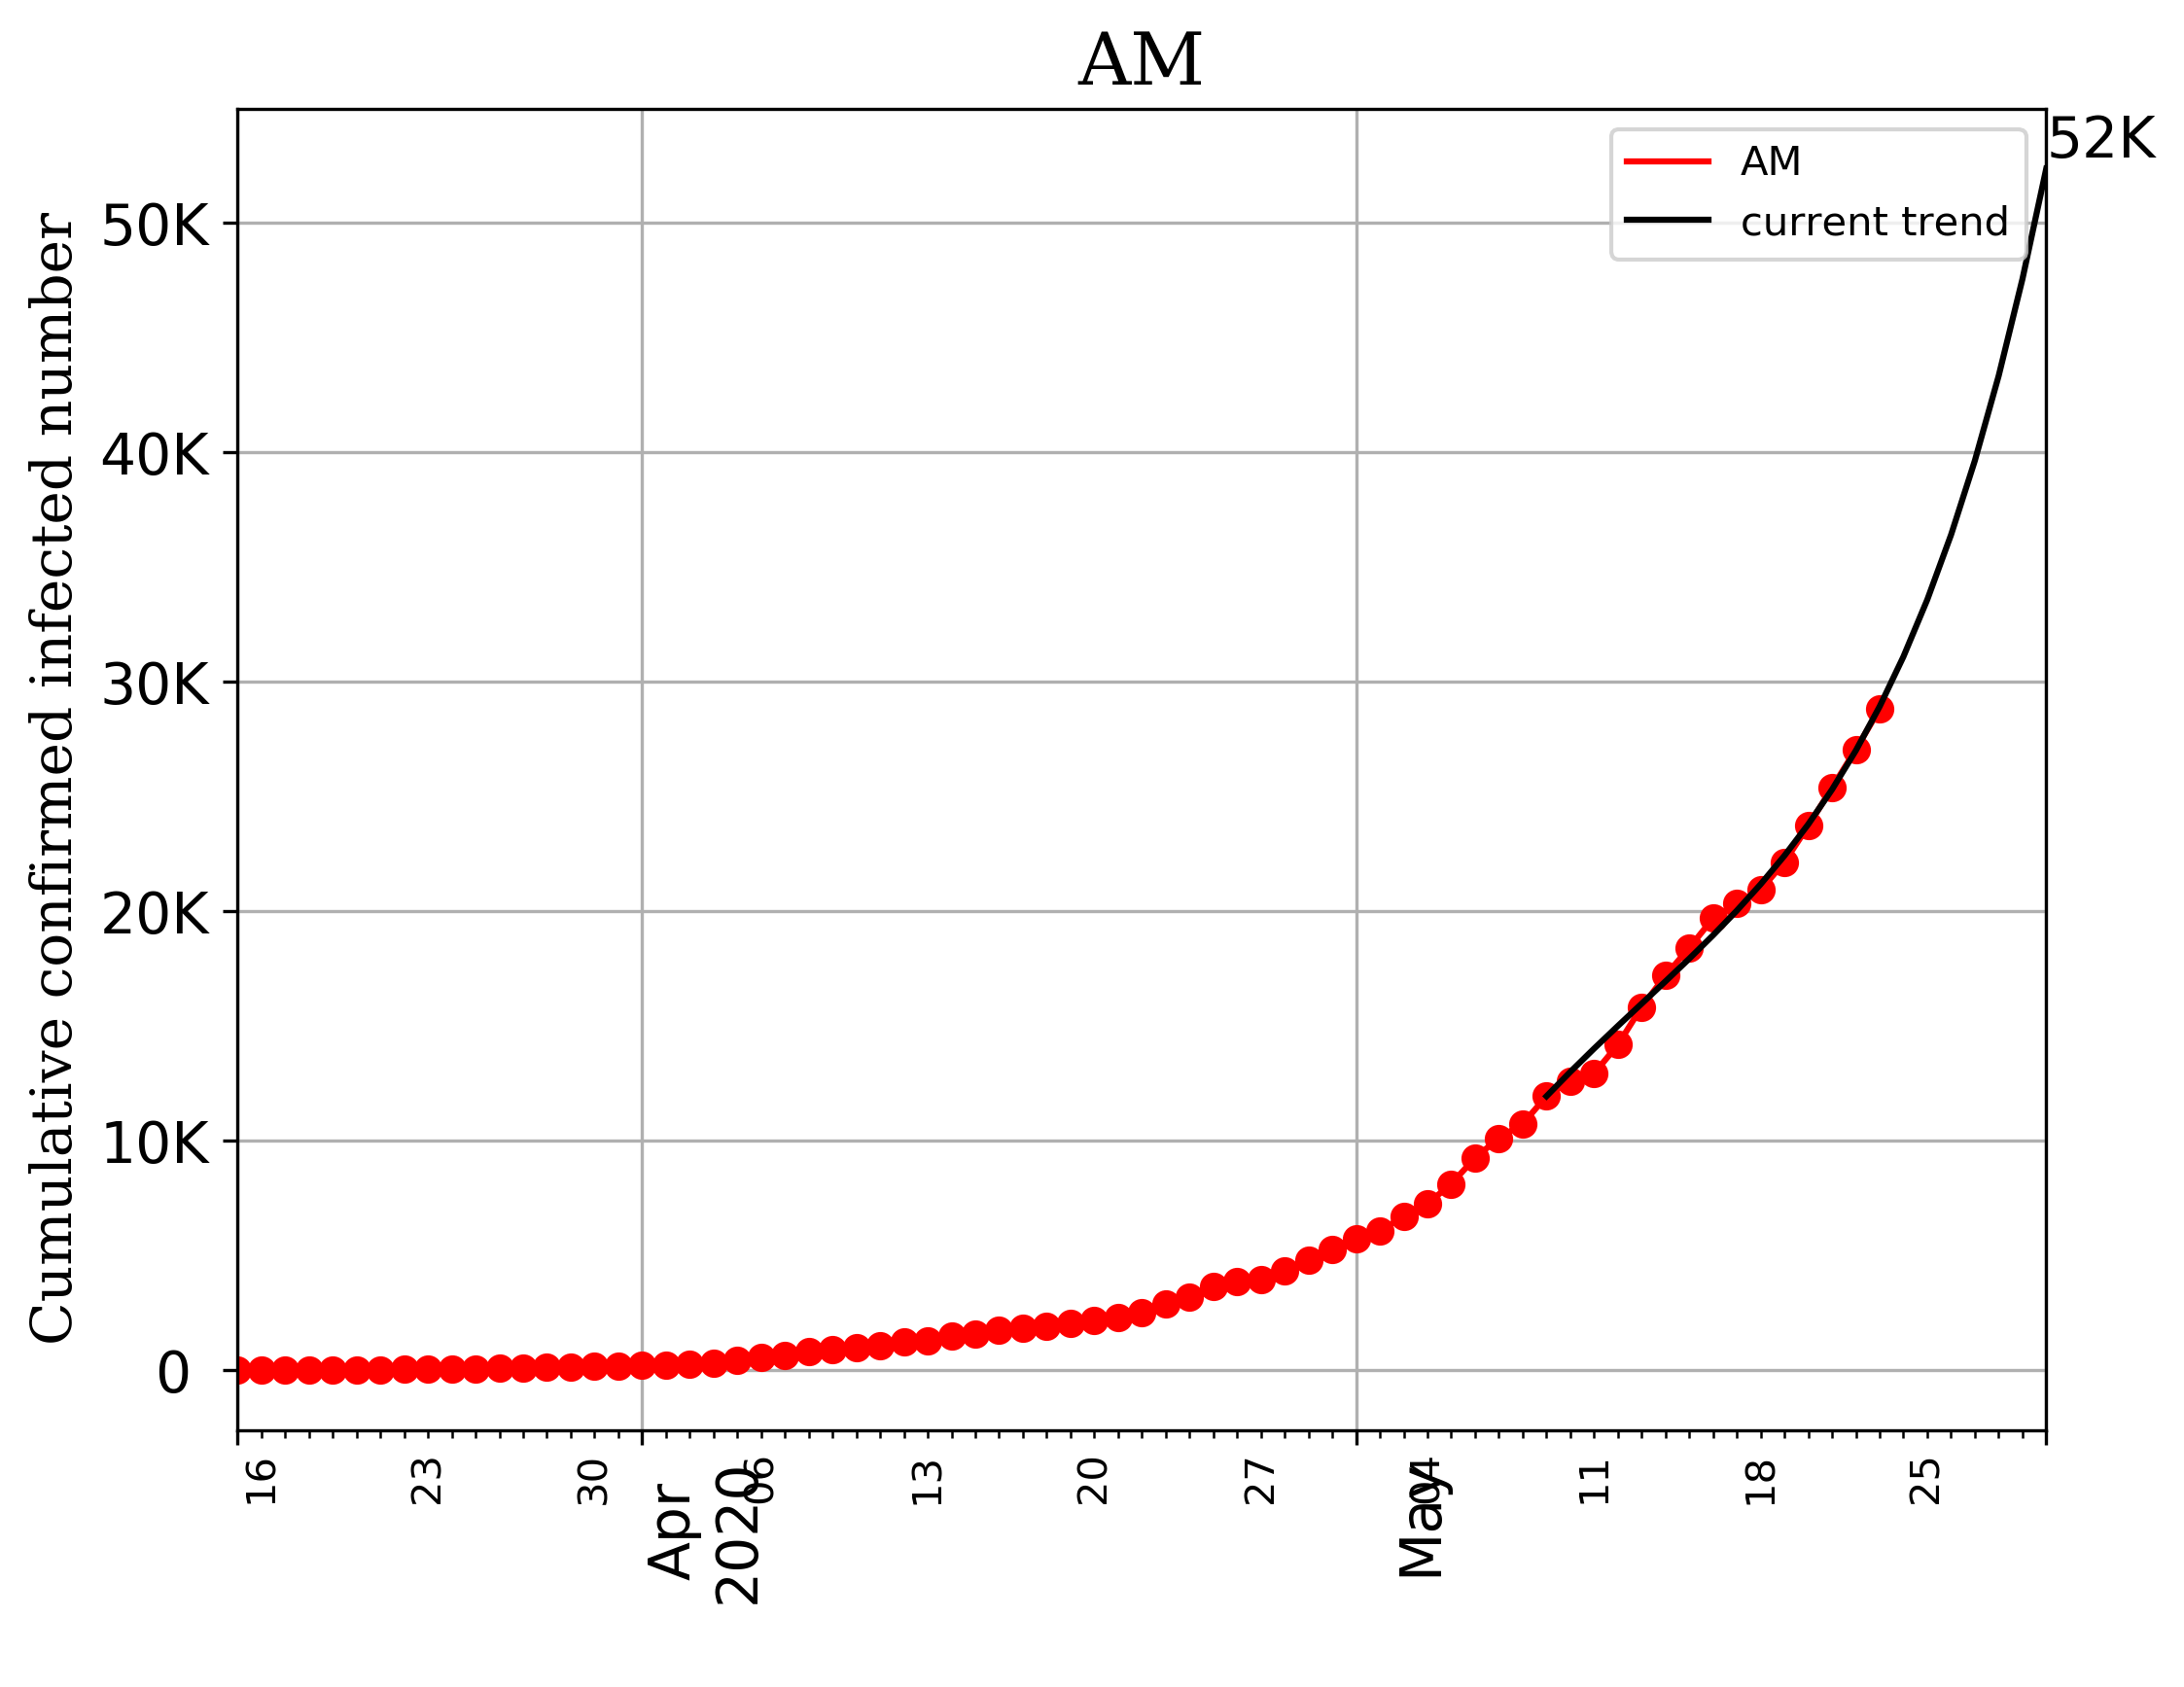 AM
52K
AM
current trend
Cumulative confirmed infected number
50K
40K
30K
20K
10K
0
16
23
30
06
13
20
27
04
11
18
25
Apr
2020
May